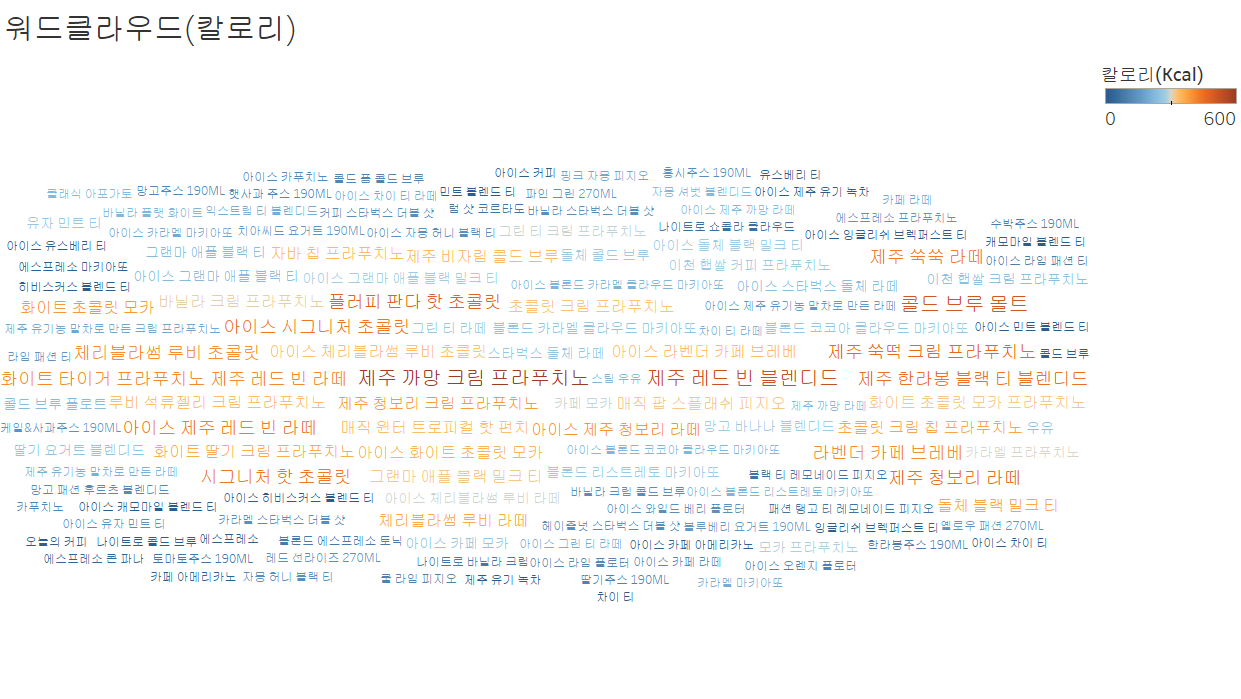 워드클라우드(칼로리)
칼로리(Kcal)
0 600
아이스 카푸치노 콜드 폼 콜드 브루 아이스 커피 핑크 자몽 피지오 홍시주스 190ML 유스베리 티
클래식 아포가토 망고주스 190ML 햇사과 주스 190ML 아이스 차이 티 라떼 민트 블렌드 티 파인 그린 270ML 자몽 셔벗 블렌디드 아이스 제주 유기 녹차 카페 라떼
유자 민트 티 바닐라 플랫 화이트 익스트림 티 블렌디드 커피 스타벅스 더블 샷 럼 샷 코르타도 바닐라 스타벅스 더블 샷 아이스 제주 까망 라떼 에스프레소 프라푸치노 수박주스 190ML
아이스 카라멜 마키아또 치아씨드 요거트 190ML 아이스 자몽 허니 블랙 티 그린 티 크림 프라푸치노 나이트로 쇼콜라 클라우드 아이스 잉글리쉬 브렉퍼스트 티 캐모마일 블렌드 티
아이스 유스베리 티 그랜마 애플 블랙 티 자바 칩 프라푸치노 제주 비자림 콜드 브루 돌체 콜드 브루 아이스 돌체 블랙 밀크 티 제주 쑥쑥 라떼 아이스 라임 패션 티
에스프레소 마키아또 아이스 그랜마 애플 블랙 티 아이스 그랜마 애플 블랙 밀크 티 이천 햅쌀 커피 프라푸치노 이천 햅쌀 크림 프라푸치노
히비스커스 블렌드 티 아이스 블론드 카라멜 클라우드 마키아또 아이스 스타벅스 돌체 라떼
화이트 초콜릿 모카 바닐라 크림 프라푸치노 플러피 판다 핫 초콜릿 초콜릿 크림 프라푸치노 아이스 제주 유기농 말차로 만든 라떼 콜드 브루 몰트
제주 유기농 말차로 만든 크림 프라푸치노 아이스 시그니처 초콜릿 그린 티 라떼 블론드 카라멜 클라우드 마키아또 차이 티 라떼 블론드 코코아 클라우드 마키아또 아이스 민트 블렌드 티
라임 패션 티 체리블라썸 루비 초콜릿 아이스 체리블라썸 루비 초콜릿 스타벅스 돌체 라떼 아이스 라벤더 카페 브레베 제주 쑥떡 크림 프라푸치노 콜드 브루
화이트 타이거 프라푸치노 제주 레드 빈 라떼 제주 까망 크림 프라푸치노 스팀 우유 제주 레드 빈 블렌디드 제주 한라봉 블랙 티 블렌디드
콜드 브루 플로트 루비 석류젤리 크림 프라푸치노 제주 청보리 크림 프라푸치노 카페 모카 매직 팝 스플래쉬 피지오 제주 까망 라떼 화이트 초콜릿 모카 프라푸치노
케일&사과주스 190ML 아이스 제주 레드 빈 라떼 매직 윈터 트로피컬 핫 펀치 아이스 제주 청보리 라떼 망고 바나나 블렌디드 초콜릿 크림 칩 프라푸치노 우유
딸기 요거트 블렌디드 화이트 딸기 크림 프라푸치노 아이스 화이트 초콜릿 모카 아이스 블론드 코코아 클라우드 마키아또 라벤더 카페 브레베 카라멜 프라푸치노
제주 유기농 말차로 만든 라떼 시그니처 핫 초콜릿 그랜마 애플 블랙 밀크 티 블론드 리스트레토 마키아또 블랙 티 레모네이드 피지오 제주 청보리 라떼
망고 패션 후르츠 블렌디드 아이스 히비스커스 블렌드 티 아이스 체리블라썸 루비 라떼 바닐라 크림 콜드 브루 아이스 블론드 리스트레토 마키아또
카푸치노 아이스 캐모마일 블렌드 티 아이스 와일드 베리 플로터 패션 탱고 티 레모네이드 피지오 돌체 블랙 밀크 티
아이스 유자 민트 티 카라멜 스타벅스 더블 샷 체리블라썸 루비 라떼 헤이즐넛 스타벅스 더블 샷 블루베리 요거트 190ML 잉글리쉬 브렉퍼스트 티 옐로우 패션 270ML
오늘의 커피 나이트로 콜드 브루 에스프레소 블론드 에스프레소 토닉 아이스 카페 모카 아이스 그린 티 라떼 아이스 카페 아메리카노 모카 프라푸치노 한라봉주스 190ML 아이스 차이 티
에스프레소 콘 파나 토마토주스 190ML 레드 선라이즈 270ML 나이트로 바닐라 크림 아이스 라임 플로터 아이스 카페 라떼 아이스 오렌지 플로터
카페 아메리카노 자몽 허니 블랙 티 쿨 라임 피지오 제주 유기 녹차 딸기주스 190ML 카라멜 마키아또
차이 티